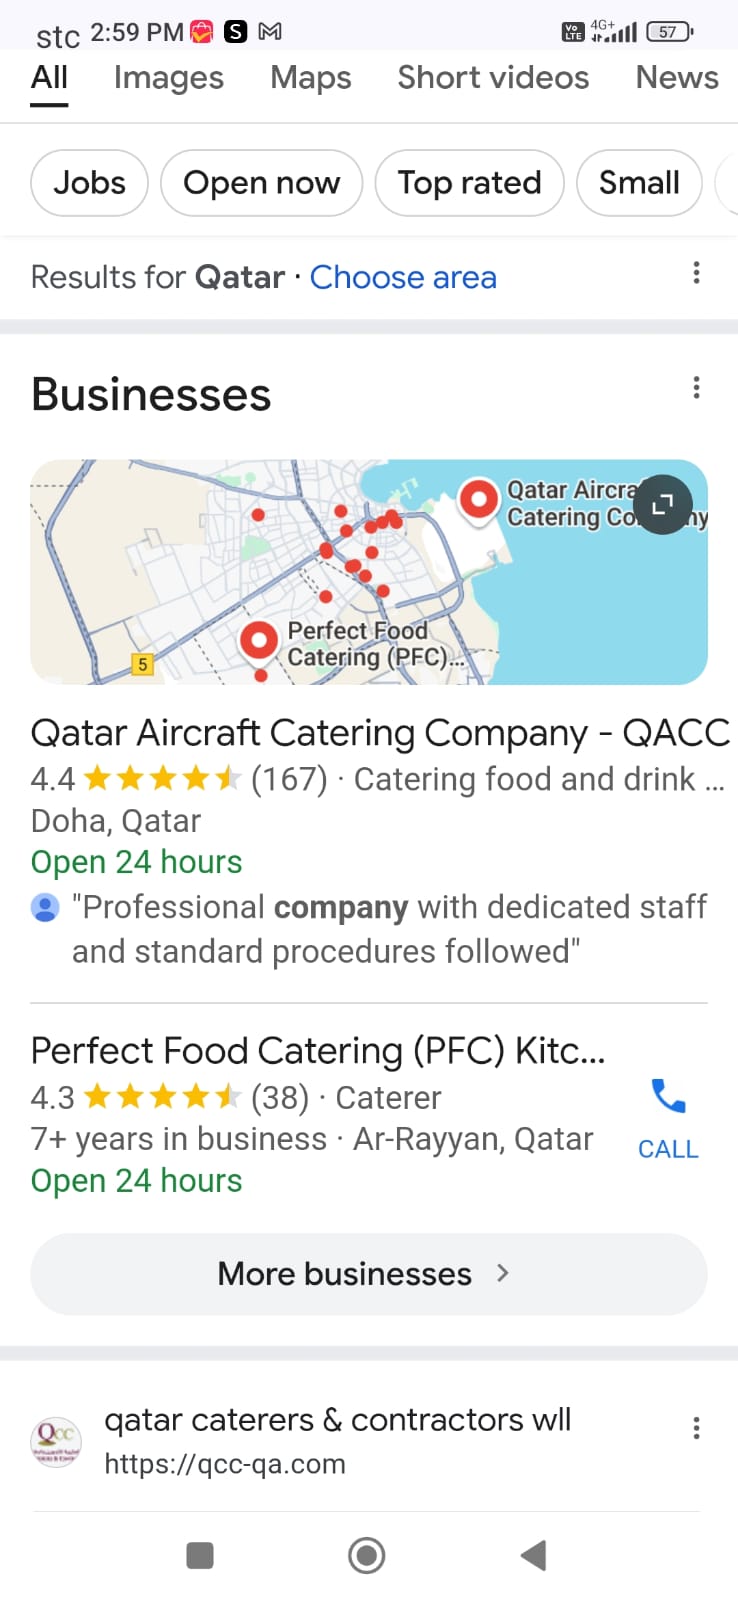 stc 2:59 PM S M Vo LTE 4G+ 57
All Images Maps Short videos News
Jobs Open now Top rated Small
Results for Qatar · Choose area
Businesses
Qatar Aircra
Catering Co ny
Perfect Food
Catering (PFC)...
5
Qatar Aircraft Catering Company - QACC
4.4 (167) · Catering food and drink ...
Doha, Qatar
Open 24 hours
"Professional company with dedicated staff
and standard procedures followed"
Perfect Food Catering (PFC) Kitc...
4.3 (38) · Caterer
7+ years in business · Ar-Rayyan, Qatar
CALL
Open 24 hours
More businesses >
QCC
qatar caterers & contractors wll
https://qcc-qa.com